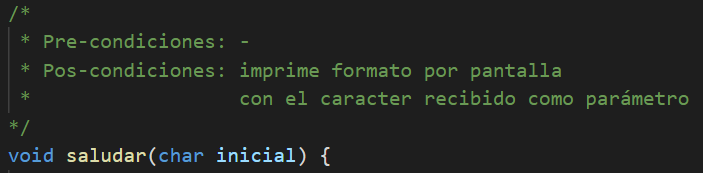 /*
* Pre-condiciones: -
* Pos-condiciones: imprime formato por pantalla
* con el caracter recibido como parámetro
*/
void saludar(char inicial) {